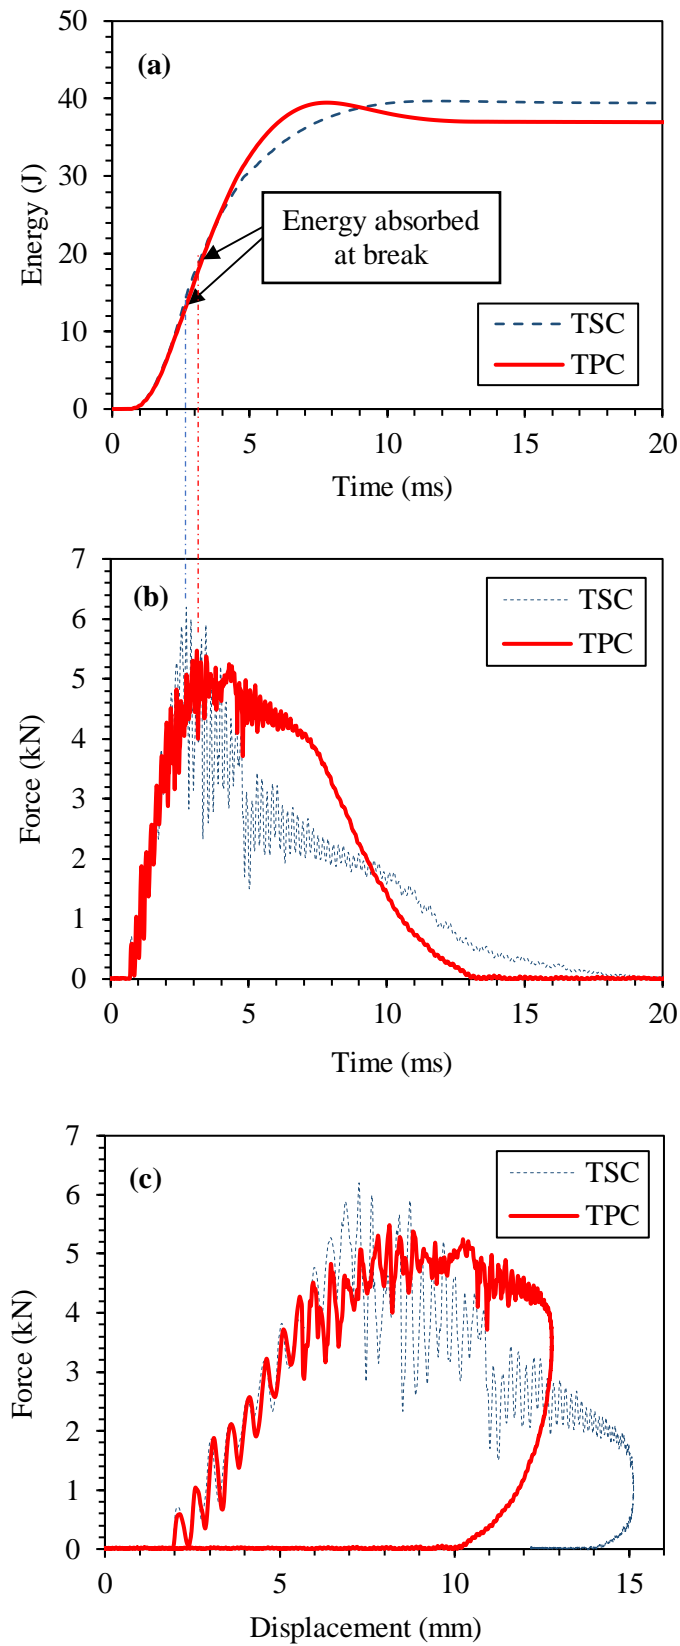 50
(a)
40
30
Energy (J)
Energy absorbed
at break
20
10
TSC
TPC
0
0 5 10 15 20
Time (ms)
7
(b)
TSC
6
TPC
5
4
Force (kN)
3
2
1
0
0 5 10 15 20
Time (ms)
7
(c)
TSC
6
TPC
5
4
Force (kN)
3
2
1
0
0 5 10 15
Displacement (mm)